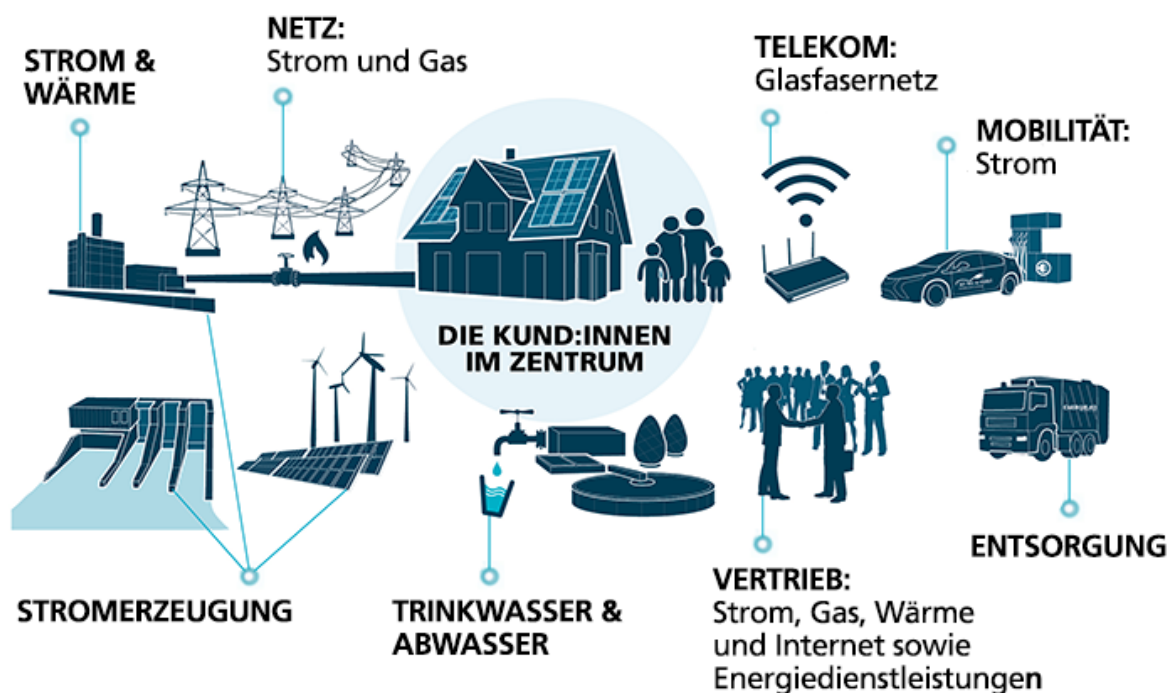 STROM &
WÄRME
NETZ:
Strom und Gas
TELEKOM:
Glasfasernetz
MOBILITÄT:
Strom
DIE KUND:INNEN
IM ZENTRUM
STROMERZEUGUNG
TRINKWASSER &
ABWASSER
VERTRIEB:
Strom, Gas, Wärme
und Internet sowie
Energiedienstleistungen
ENTSORGUNG